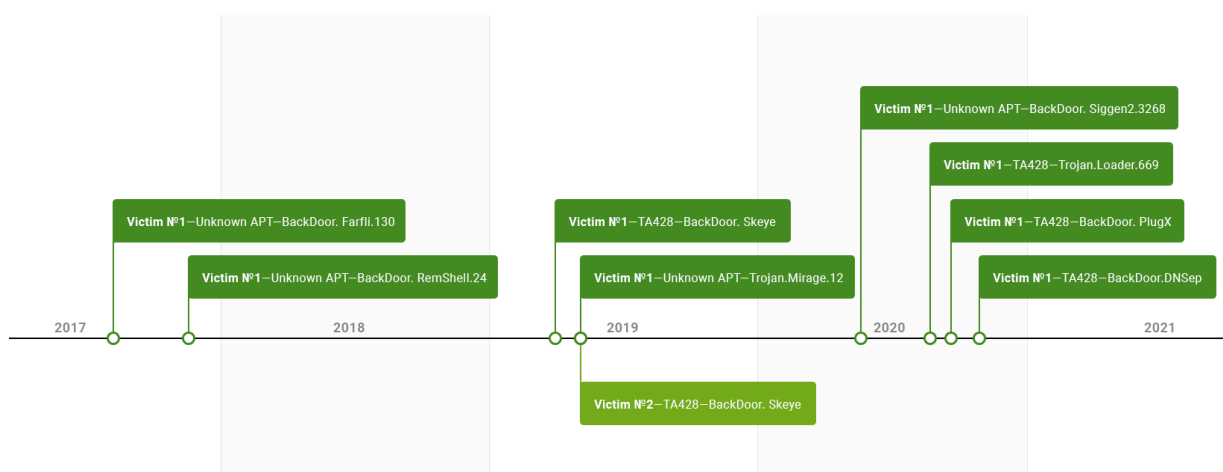 Victim №1—Unknown APT—BackDoor. Siggen2.3268
Victim №1—TA428—Trojan.Loader.669
Victim №1—Unknown APT—BackDoor. Farfli.130
Victim №1—TA428—BackDoor. Skeye
Victim №1—TA428—BackDoor. PlugX
Victim №1—Unknown APT—BackDoor. RemShell.24
Victim №1—Unknown APT—Trojan.Mirage.12
Victim №1—TA428—BackDoor.DNSep
2017
2018
2019
2020
2021
Victim №2—TA428—BackDoor. Skeye